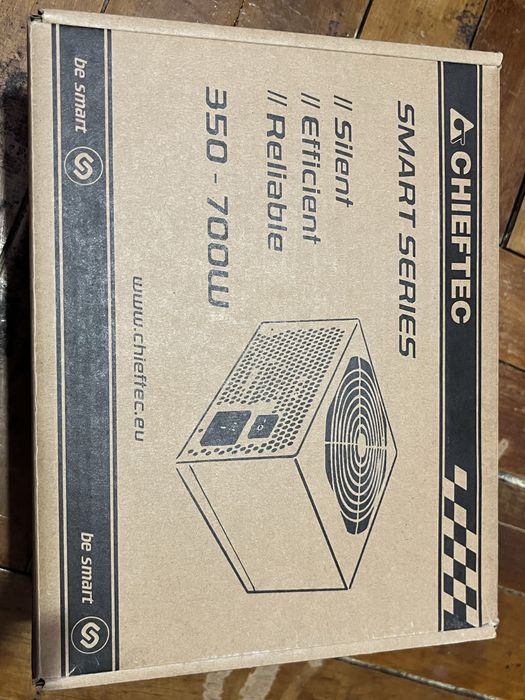 CHIEFTEC
SMART SERIES
// Silent
// Efficient
// Reliable
350 - 700W
www.chieftec.eu
be smart
be smart